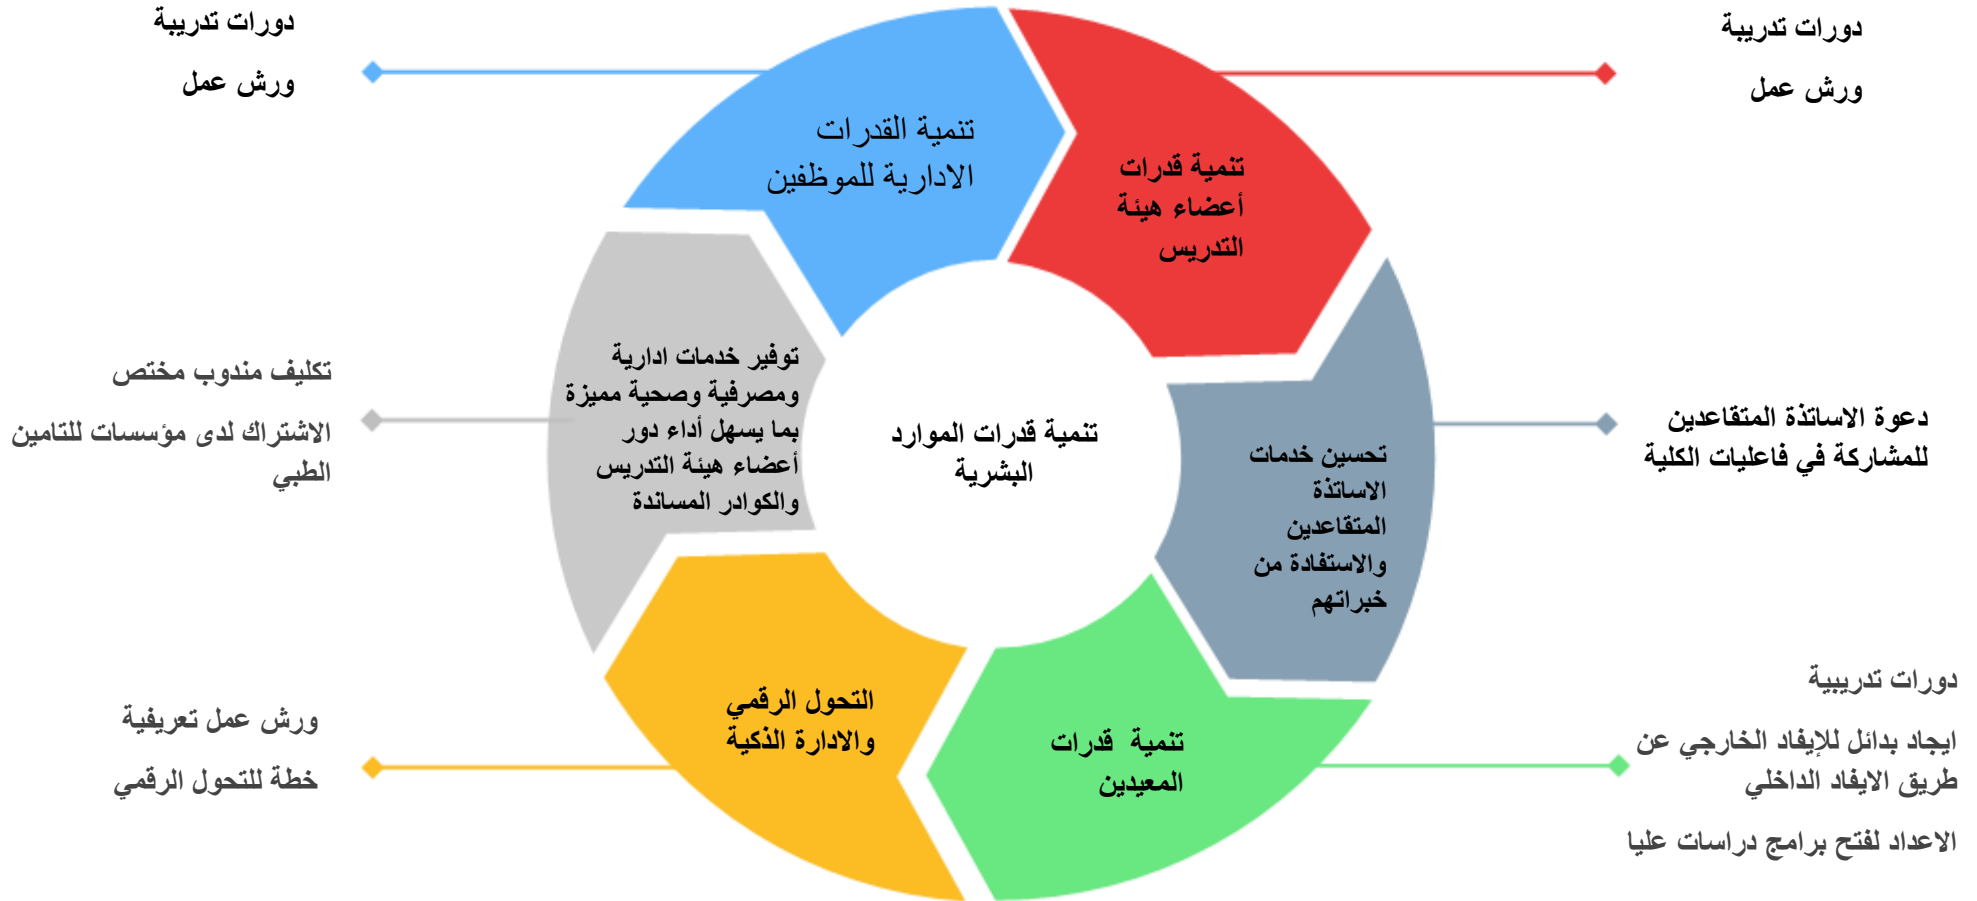 دورات تدريبة
ورش عمل
تنمية قدرات
أعضاء هيئة
التدريس
دعوة الاساتذة المتقاعدين
للمشاركة في فاعليات الكلية
تحسين خدمات
الاساتذة
المتقاعدين
والاستفادة من
خبراتهم
دورات تدريبية
ايجاد بدائل للإيفاد الخارجي عن
طريق الايفاد الداخلي
الاعداد لفتح برامج دراسات عليا
تنمية قدرات
المعيدين
التحول الرقمي
والادارة الذكية
ورش عمل تعريفية
خطة للتحول الرقمي
توفير خدمات ادارية
ومصرفية وصحية مميزة
بما يسهل أداء دور
أعضاء هيئة التدريس
والكوادر المساندة
تكليف مندوب مختص
الاشتراك لدى مؤسسات للتامين
الطبي
تنمية القدرات
الادارية للموظفين
دورات تدريبة
ورش عمل
تنمية قدرات الموارد
البشرية